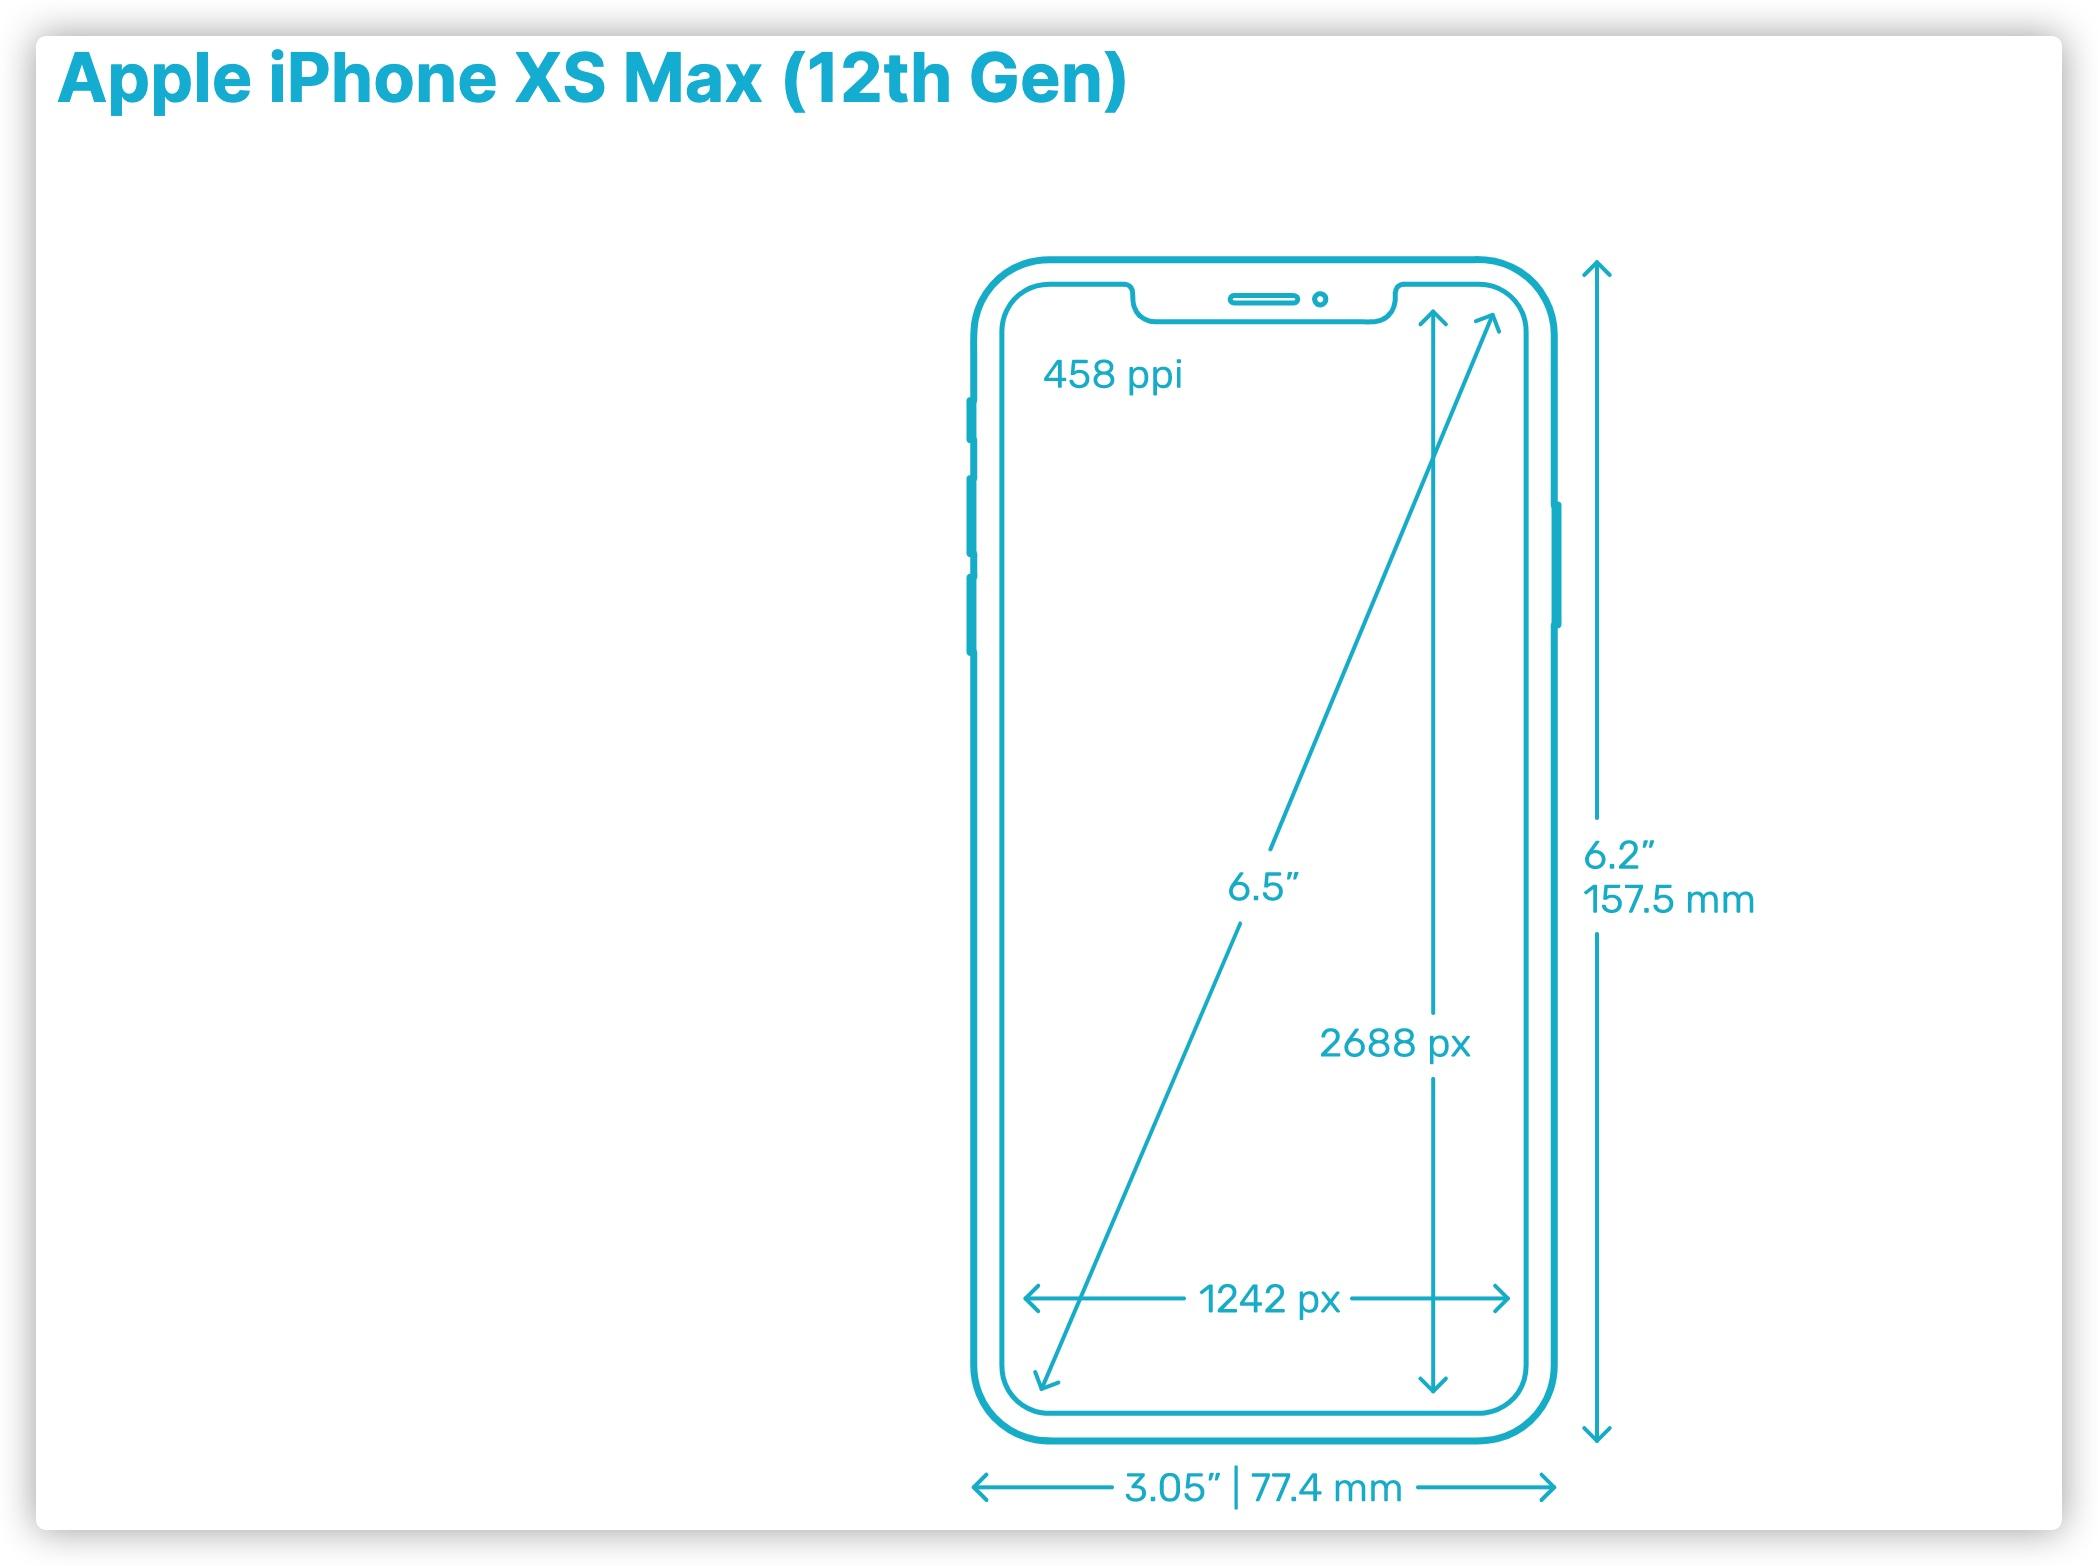 Apple iPhone XS Max (12th Gen)
458 ppi
6.2″
6.5″
157.5 mm
2688 px
1242 px
3.05″ | 77.4 mm